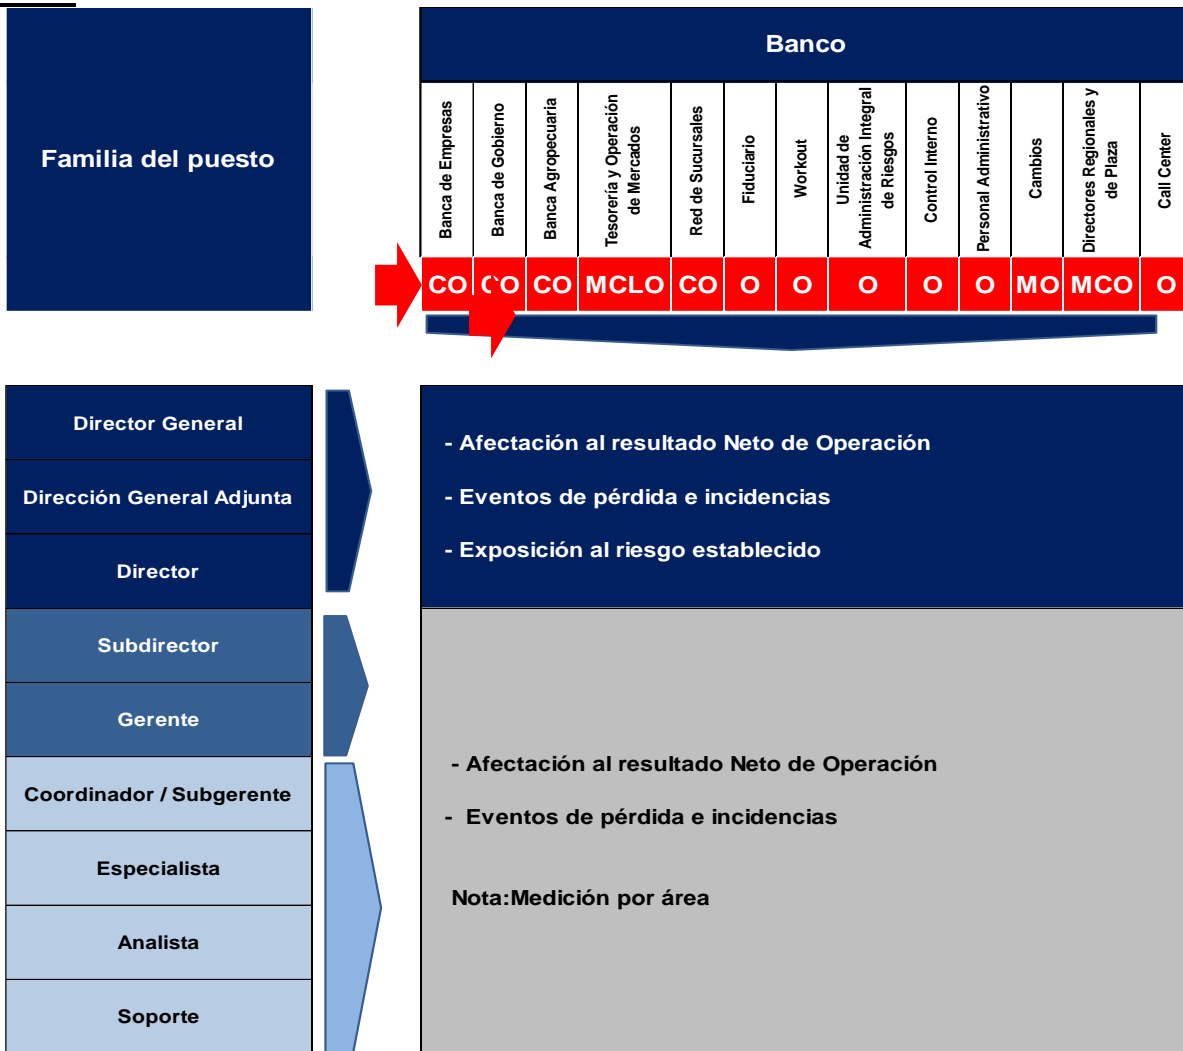 Banco
Familia del puesto
Banca de Empresas
Banca de Gobierno
Banca Agropecuaria
Tesorería y Operación
de Mercados
Red de Sucursales
Fiduciario
Workout
Unidad de
Administración Integral
de Riesgos
Control Interno
Personal Administrativo
Cambios
Directores Regionales y
de Plaza
Call Center
CO CO CO MCLO CO O O O O O MO MCO O
Director General
Dirección General Adjunta
Director
- Afectación al resultado Neto de Operación
- Eventos de pérdida e incidencias
- Exposición al riesgo establecido
Subdirector
Gerente
Coordinador / Subgerente
Especialista
Analista
Soporte
- Afectación al resultado Neto de Operación
- Eventos de pérdida e incidencias
Nota:Medición por área